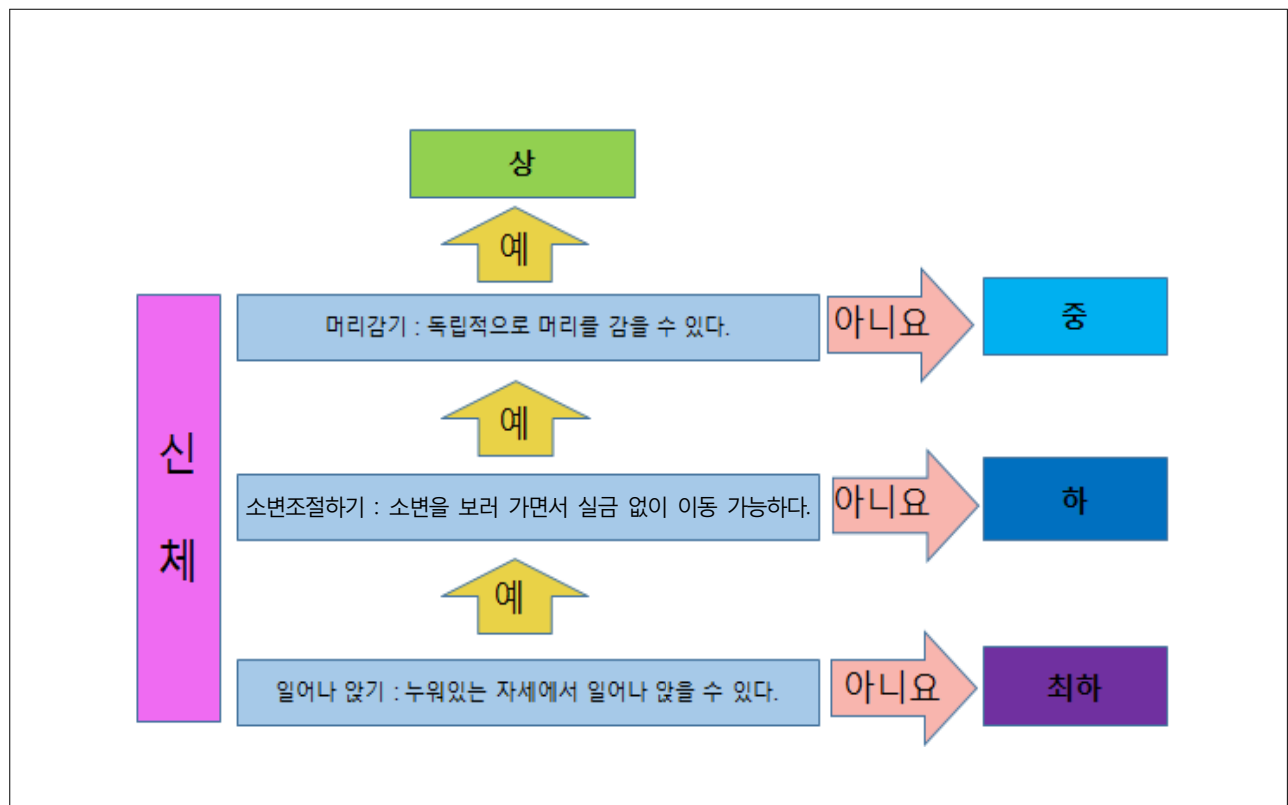 상
예
머리감기 : 독립적으로 머리를 감을 수 있다.
아니요
중
예
신
체
소변조절하기 : 소변을 보러 가면서 실금 없이 이동 가능하다.
아니요
하
예
일어나 앉기 : 누워있는 자세에서 일어나 앉을 수 있다.
아니요
최하